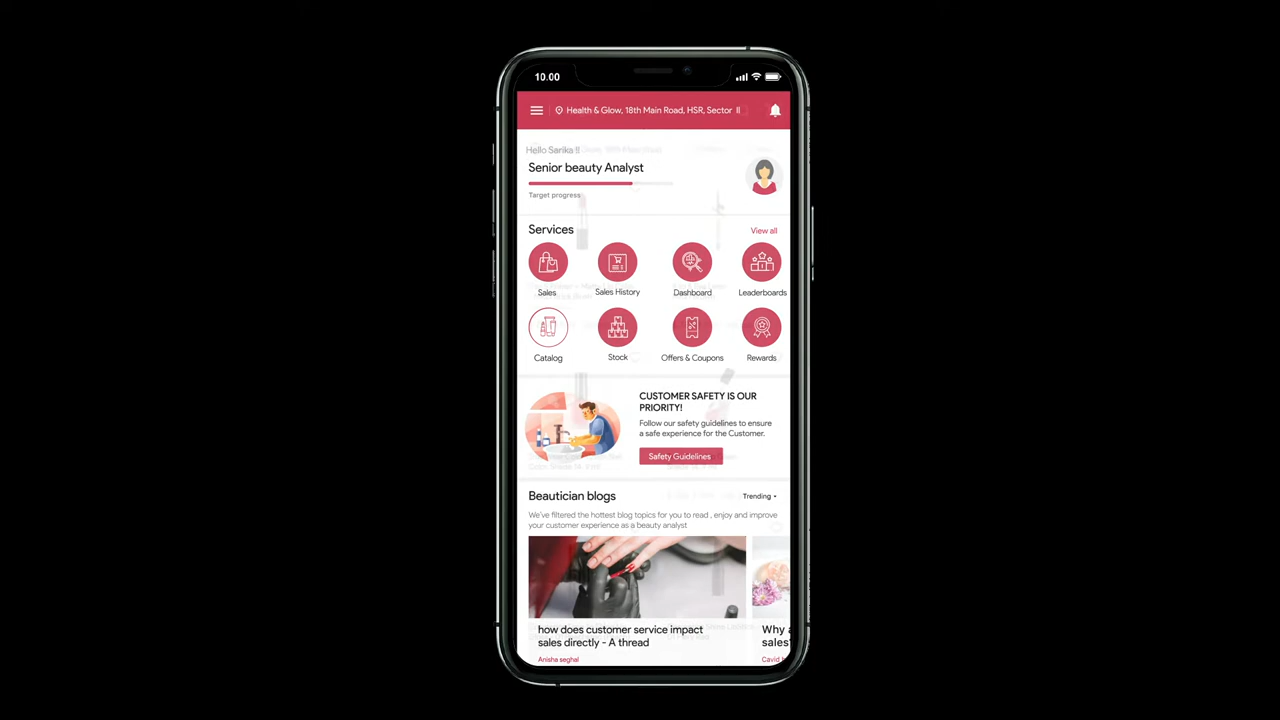 10.00
Health & Glow, 18th Main Road, HSR, Sector II
Hello Sarika !!
Senior beauty Analyst
Target progress
Services
View all
Sales
Sales History
Dashboard
Leaderboards
Catalog
Stock
Offers & Coupons
Rewards
CUSTOMER SAFETY IS OUR
PRIORITY!
Follow our safety guidelines to ensure
a safe experience for the Customer.
Safety Guidelines
Beautician blogs
Trending
We've filtered the hottest blog topics for you to read , enjoy and improve
your customer experience as a beauty analyst
how does customer service impact
sales directly - A thread
Anisha seghal
Why a
sales
Cavid